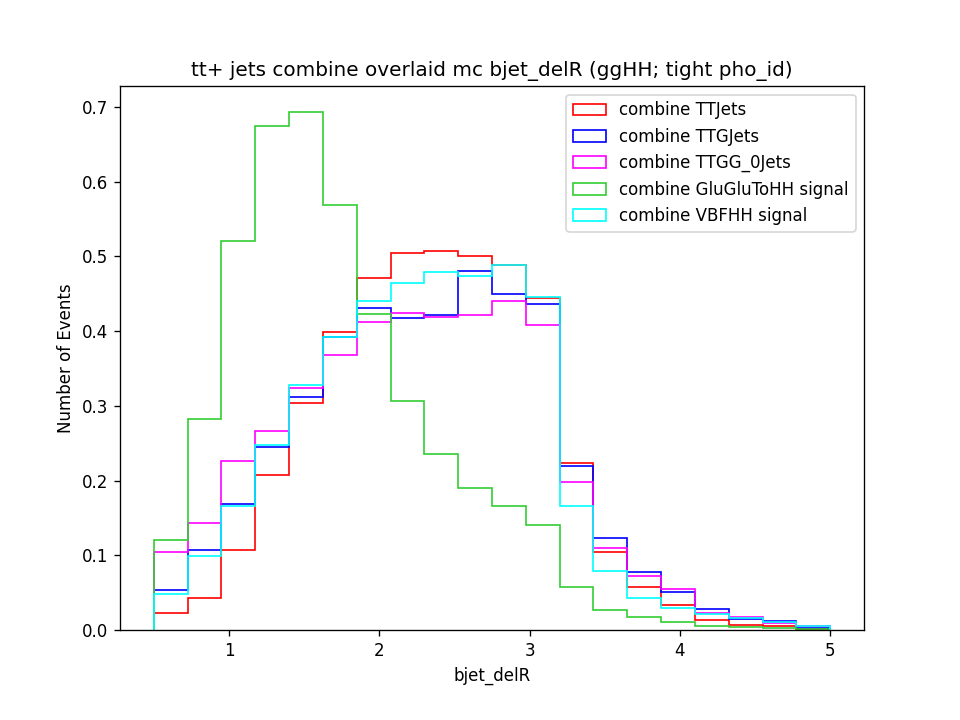 tt+ jets combine overlaid mc bjet_delR (ggHH; tight pho_id)
combine TTJets
combine TTGJets
combine TTGG_0Jets
combine GluGluToHH signal
combine VBFHH signal
0.7
0.6
0.5
0.4
0.3
0.2
0.1
0.0
Number of Events
1 2 3 4 5
bjet_delR